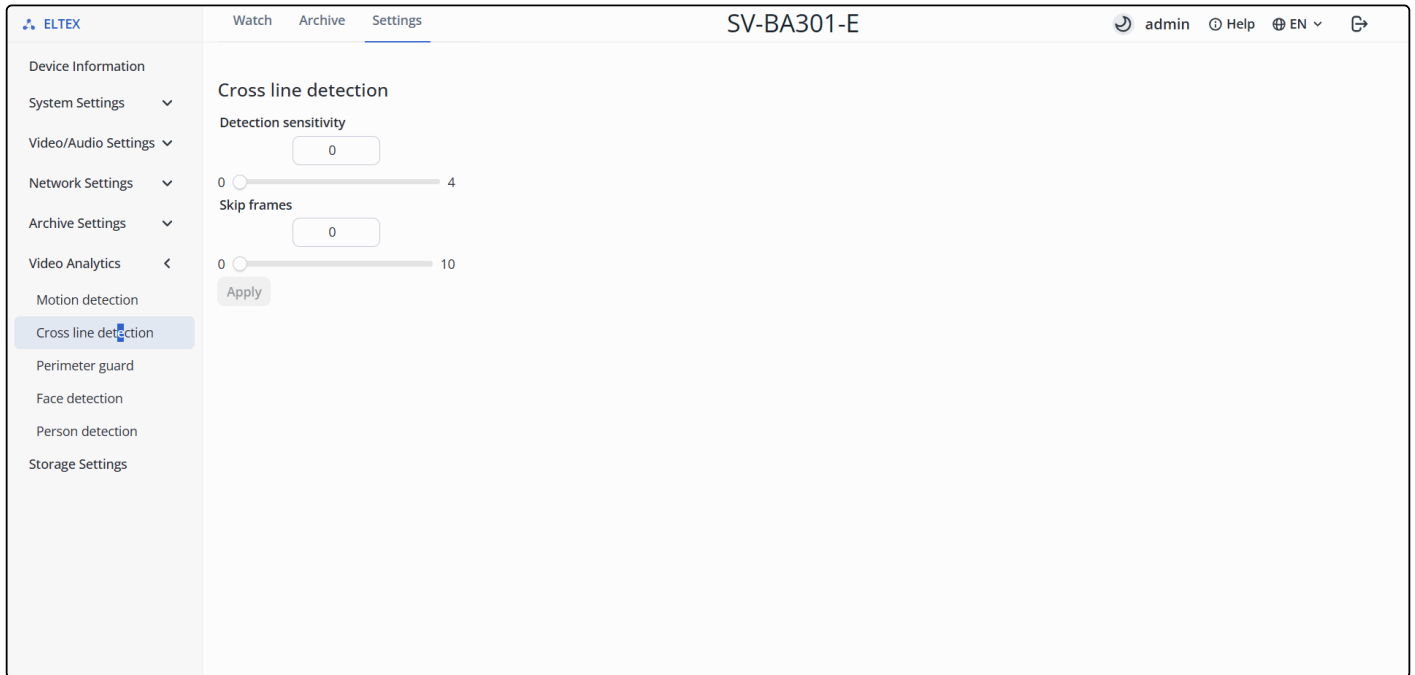 ELTEX
Watch Archive Settings
SV-BA301-E
admin Help EN
Device Information
System Settings
Video/Audio Settings
Network Settings
Archive Settings
Video Analytics
Motion detection
Cross line detection
Perimeter guard
Face detection
Person detection
Storage Settings
Cross line detection
Detection sensitivity
0
0 4
Skip frames
0
0 10
Apply